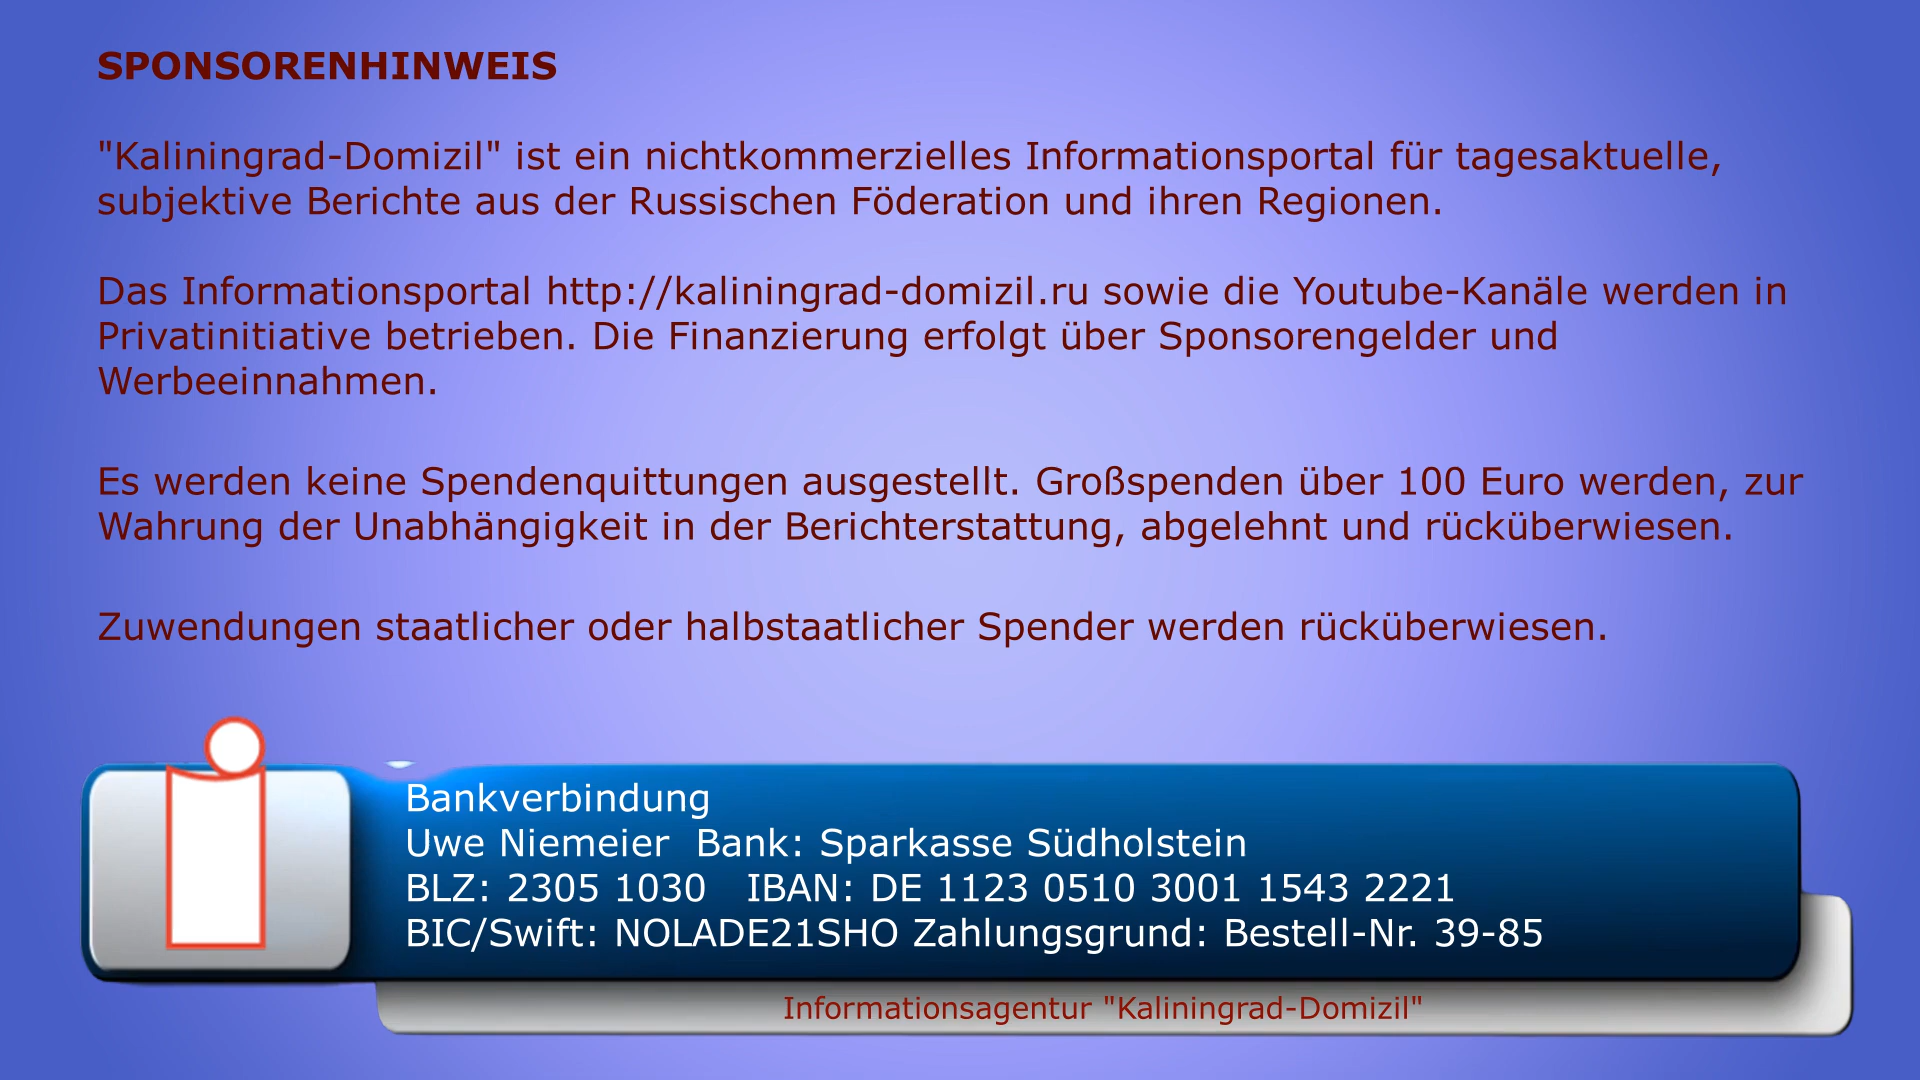 SPONSORENHINWEIS
"Kaliningrad-Domizil" ist ein nichtkommerzielles Informationsportal für tagesaktuelle,
subjektive Berichte aus der Russischen Föderation und ihren Regionen.
Das Informationsportal http://kaliningrad-domizil.ru sowie die Youtube-Kanäle werden in
Privatinitiative betrieben. Die Finanzierung erfolgt über Sponsorengelder und
Werbeeinnahmen.
Es werden keine Spendenquittungen ausgestellt. Großspenden über 100 Euro werden, zur
Wahrung der Unabhängigkeit in der Berichterstattung, abgelehnt und rücküberwiesen.
Zuwendungen staatlicher oder halbstaatlicher Spender werden rücküberwiesen.
Bankverbindung
Uwe Niemeier Bank: Sparkasse Südholstein
BLZ: 2305 1030 IBAN: DE 1123 0510 3001 1543 2221
BIC/Swift: NOLADE21SHO Zahlungsgrund: Bestell-Nr. 39-85
Informationsagentur "Kaliningrad-Domizil"